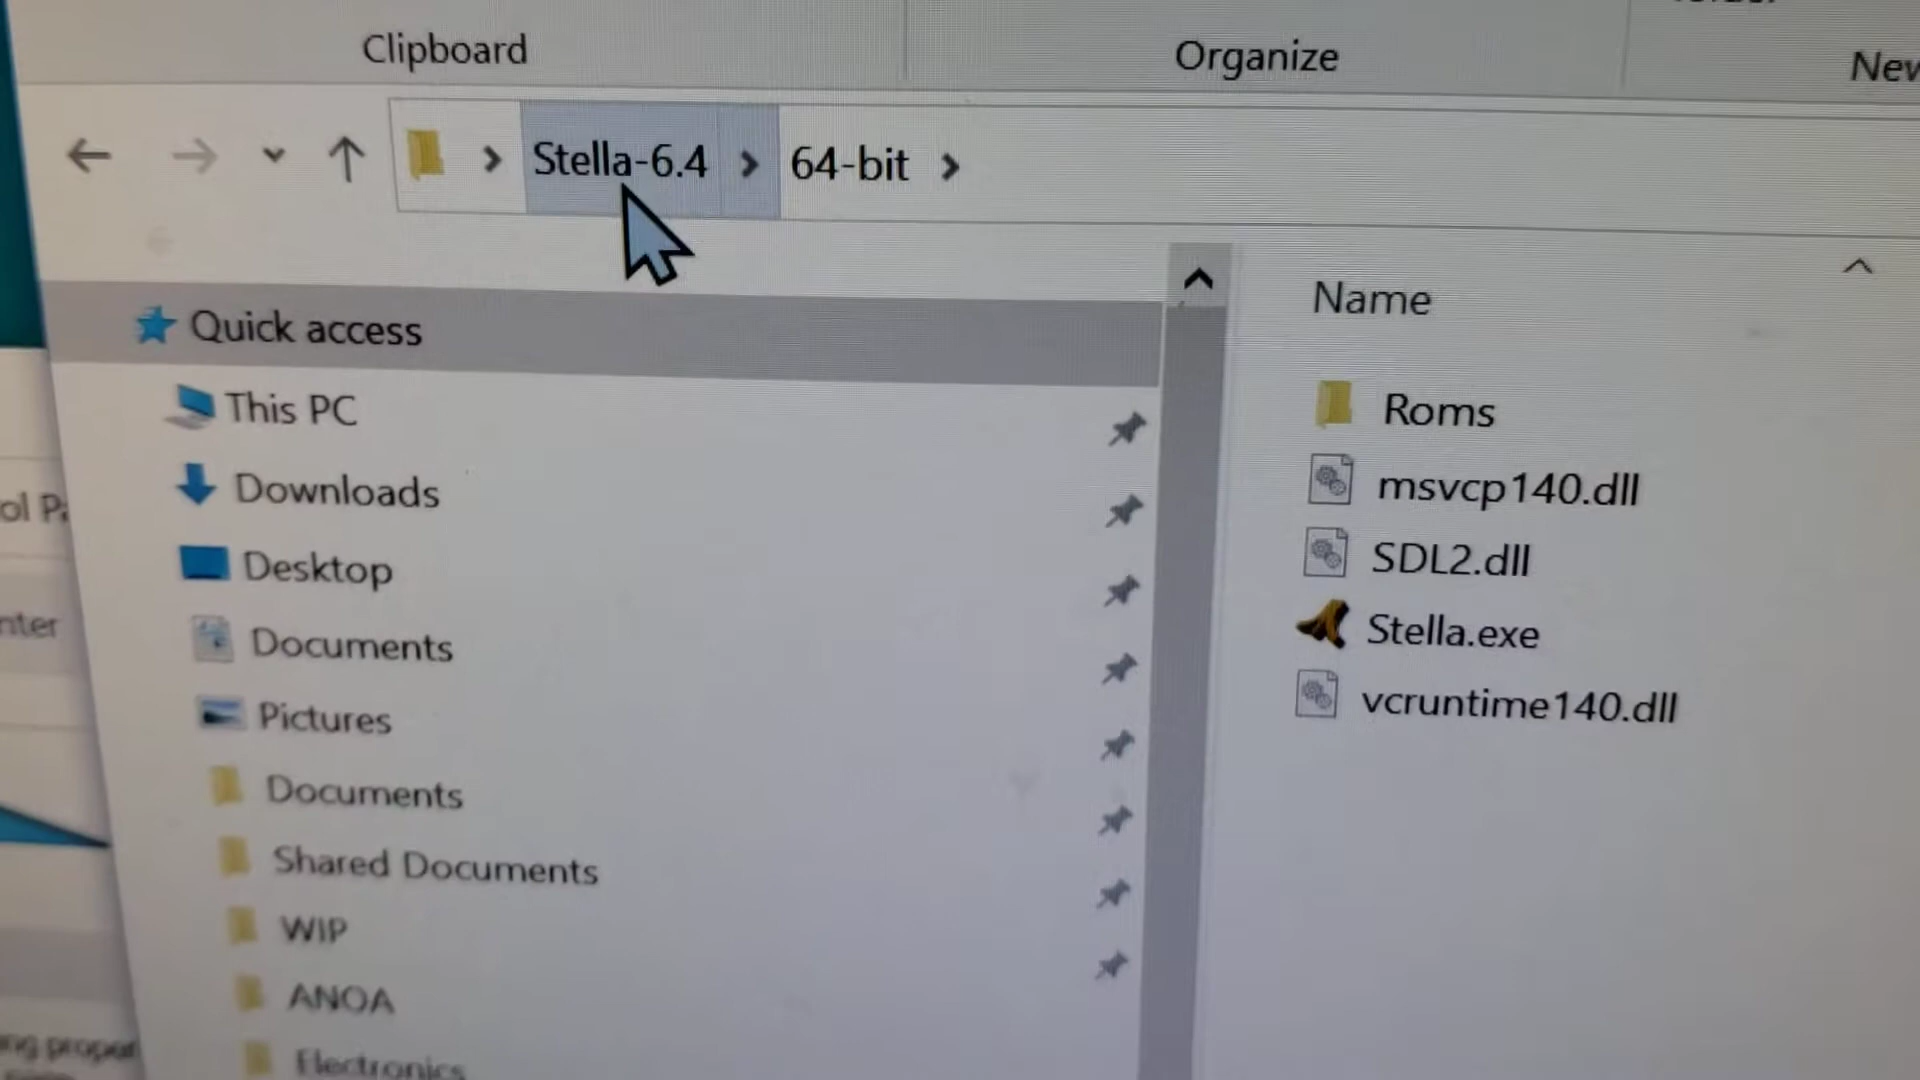 Clipboard
Organize
New
Stella-6.4
64-bit
Name
Quick access
This PC
Downloads
Desktop
Documents
Pictures
Documents
Shared Documents
WIP
ANOA
Electronics
Roms
msvcp140.dll
SDL2.dll
Stella.exe
vcruntime140.dll